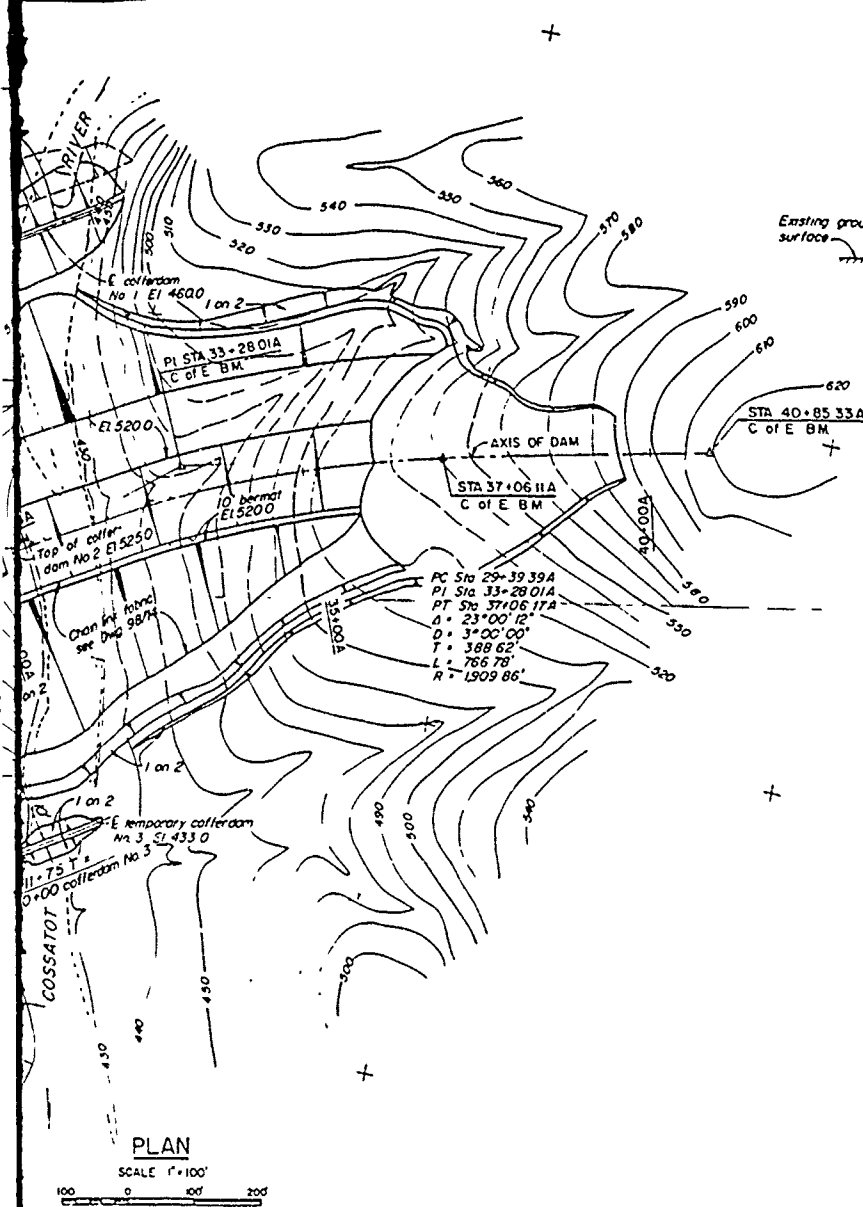 RIVER
560
550
540
530
520
510
500
570
580
Existing
surface
590
600
610
620
℄ cofferdam
No 1 El 460.0
1 on 2
PI STA 33+28.01A
C of E BM
STA 40+85.33A
C of E BM
El 520.0
AXIS OF DAM
STA 37+06.11A
C of E BM
10' berm at
El 520.0
Top of coffer-
dam No. 2 El 525.0
40+00A
Chain link fabric
see Dwg 98/14
35+00A
PC Sta 29+39.39A
PI Sta 33+28.01A
PT Sta 37+06.17A
Δ = 23°00'12"
D = 3°00'00"
T = 388.62'
L = 766.78'
R = 1,909.86'
580
550
520
1 on 2
1 on 2
℄ temporary cofferdam
No. 3 El 433.0
11+75 T =
0+00 cofferdam No. 3
490
500
540
COSSATOT
500
450
440
430
PLAN
SCALE 1"=100'
100 0 100' 200'